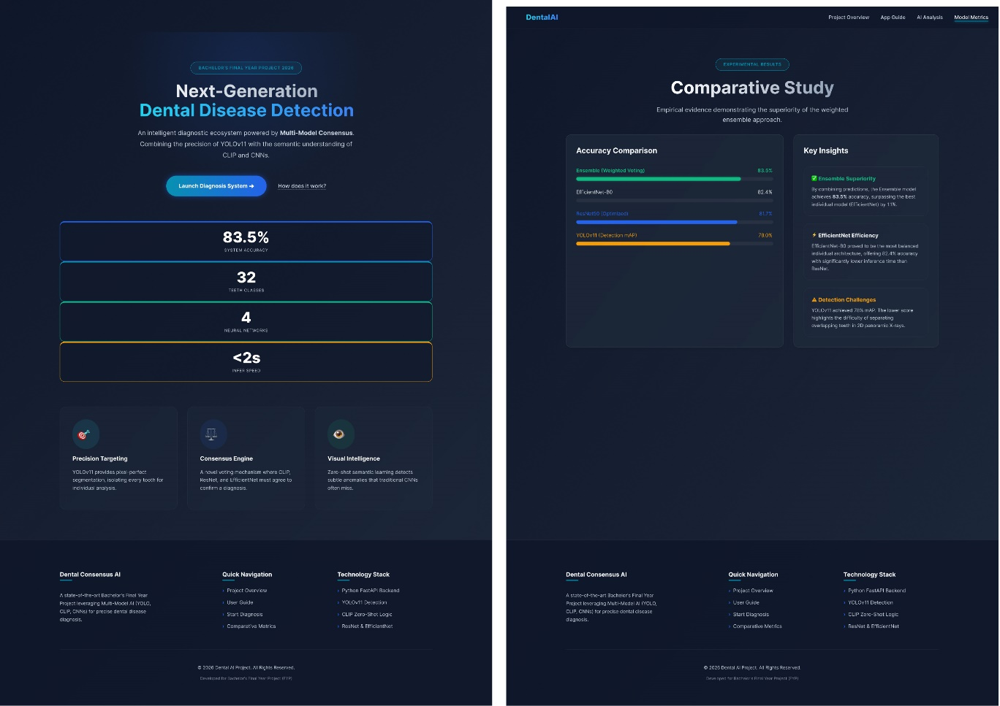 BACHELOR'S FINAL YEAR PROJECT 2026
Next-Generation
Dental Disease Detection
An intelligent diagnostic ecosystem powered by Multi-Model Consensus.
Combining the precision of YOLOv11 with the semantic understanding of
CLIP and CNNs.
Launch Diagnosis System ➔
How does it work?
83.5%
SYSTEM ACCURACY
32
TEETH CLASSES
4
NEURAL NETWORKS
<2s
INFER SPEED
Precision Targeting
YOLOv11 provides pixel-perfect
segmentation, isolating every tooth for
individual analysis.
Consensus Engine
A novel voting mechanism where CLIP,
ResNet, and EfficientNet must agree to
confirm a diagnosis.
Visual Intelligence
Zero-shot semantic learning detects
subtle anomalies that traditional CNNs
often miss.
Dental Consensus AI
A state-of-the-art Bachelor's Final Year
Project leveraging Multi-Model AI (YOLO,
CLIP, CNNs) for precise dental disease
diagnosis.
Quick Navigation
› Project Overview
› User Guide
› Start Diagnosis
› Comparative Metrics
Technology Stack
› Python FastAPI Backend
› YOLOv11 Detection
› CLIP Zero-Shot Logic
› ResNet & EfficientNet
© 2026 Dental AI Project. All Rights Reserved.
Developed for Bachelor's Final Year Project (FYP)
DentalAI
Project Overview
App Guide
AI Analysis
Model Metrics
EXPERIMENTAL RESULTS
Comparative Study
Empirical evidence demonstrating the superiority of the weighted
ensemble approach.
Accuracy Comparison
Ensemble (Weighted Voting) 83.5%
EfficientNet-B0 82.4%
ResNet50 (Optimized) 81.7%
YOLOv11 (Detection mAP) 78.0%
Key Insights
✅ Ensemble Superiority
By combining predictions, the Ensemble model
achieves 83.5% accuracy, surpassing the best
individual model (EfficientNet) by 1.1%.
⚡ EfficientNet Efficiency
EfficientNet-B0 proved to be the most balanced
individual architecture, offering 82.4% accuracy
with significantly lower inference time than
ResNet.
⚠ Detection Challenges
YOLOv11 achieved 78% mAP. The lower score
highlights the difficulty of separating
overlapping teeth in 2D panoramic X-rays.
Dental Consensus AI
A state-of-the-art Bachelor's Final Year
Project leveraging Multi-Model AI (YOLO,
CLIP, CNNs) for precise dental disease
diagnosis.
Quick Navigation
› Project Overview
› User Guide
› Start Diagnosis
› Comparative Metrics
Technology Stack
› Python FastAPI Backend
› YOLOv11 Detection
› CLIP Zero-Shot Logic
› ResNet & EfficientNet
© 2026 Dental AI Project. All Rights Reserved.
Developed for Bachelor's Final Year Project (FYP)